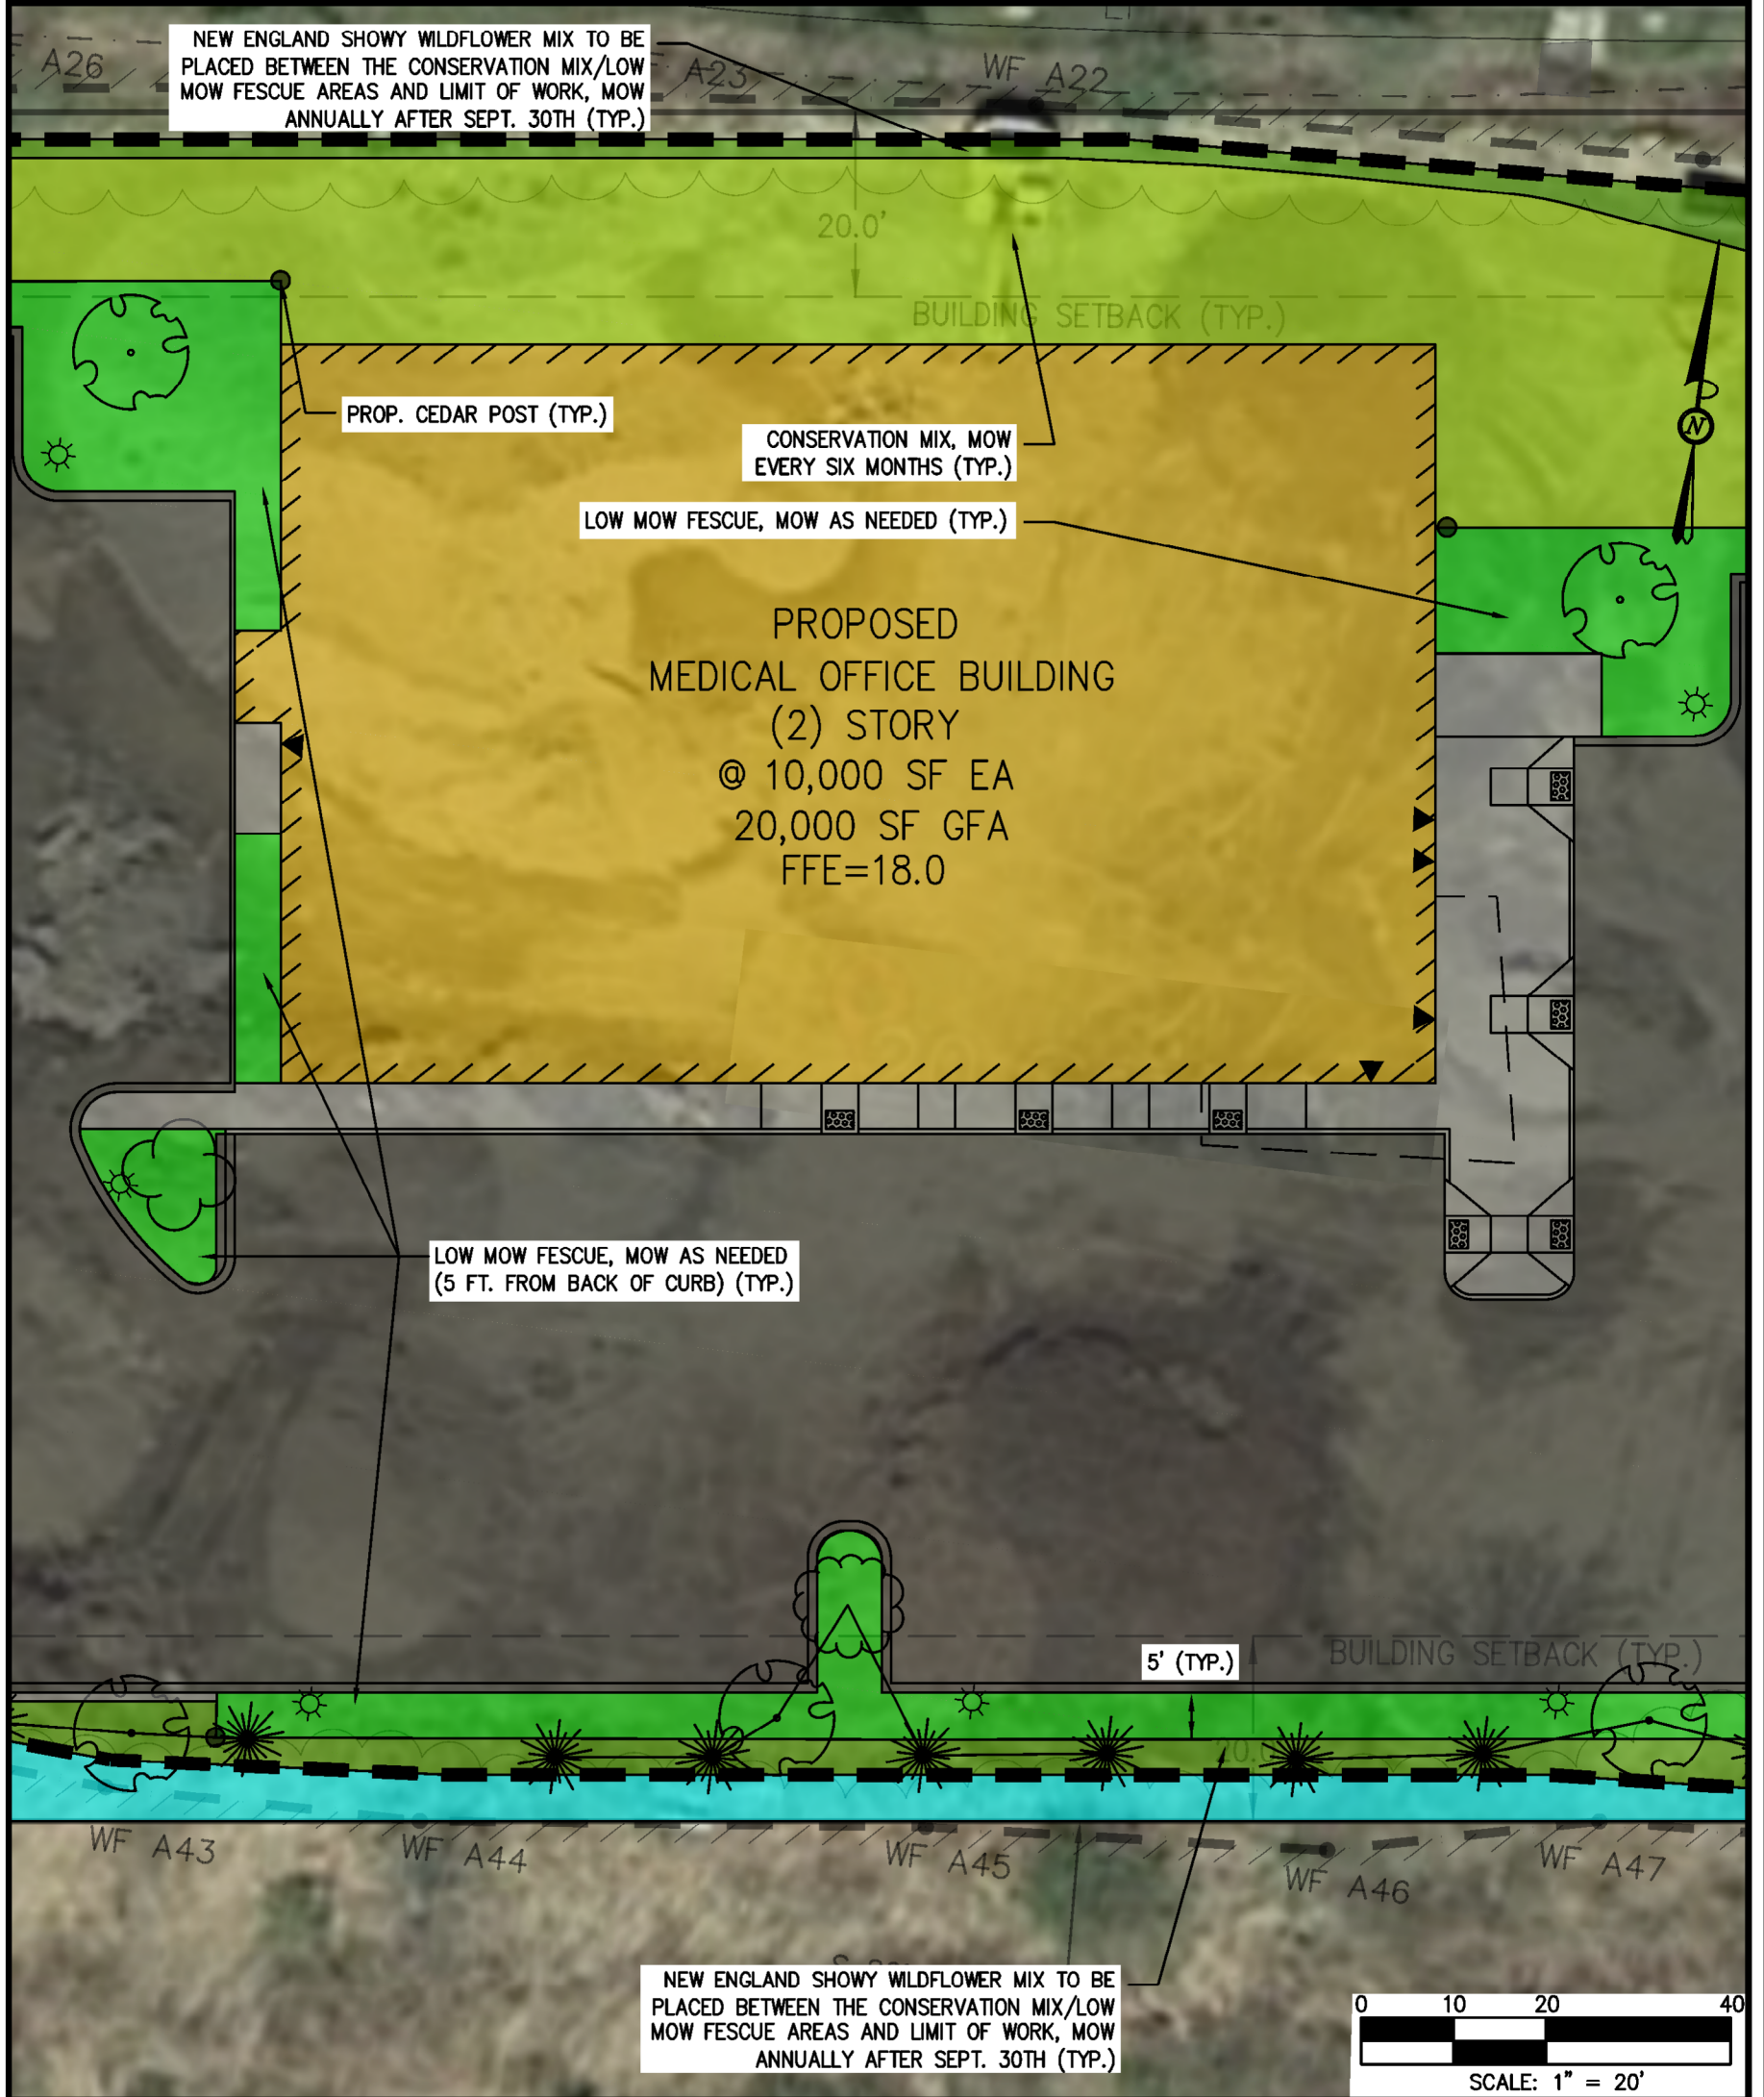 NEW ENGLAND SHOWY WILDFLOWER MIX TO BE
PLACED BETWEEN THE CONSERVATION MIX/LOW
MOW FESCUE AREAS AND LIMIT OF WORK, MOW
ANNUALLY AFTER SEPT. 30TH (TYP.)
A26
A23
WF A22
20.0'
BUILDING SETBACK (TYP.)
PROP. CEDAR POST (TYP.)
CONSERVATION MIX, MOW
EVERY SIX MONTHS (TYP.)
N
LOW MOW FESCUE, MOW AS NEEDED (TYP.)
PROPOSED
MEDICAL OFFICE BUILDING
(2) STORY
@ 10,000 SF EA
20,000 SF GFA
FFE=18.0
LOW MOW FESCUE, MOW AS NEEDED
(5 FT. FROM BACK OF CURB) (TYP.)
5' (TYP.)
BUILDING SETBACK (TYP.)
WF A43
WF A44
WF A45
WF A46
WF A47
NEW ENGLAND SHOWY WILDFLOWER MIX TO BE
PLACED BETWEEN THE CONSERVATION MIX/LOW
MOW FESCUE AREAS AND LIMIT OF WORK, MOW
ANNUALLY AFTER SEPT. 30TH (TYP.)
0 10 20 40
SCALE: 1" = 20'